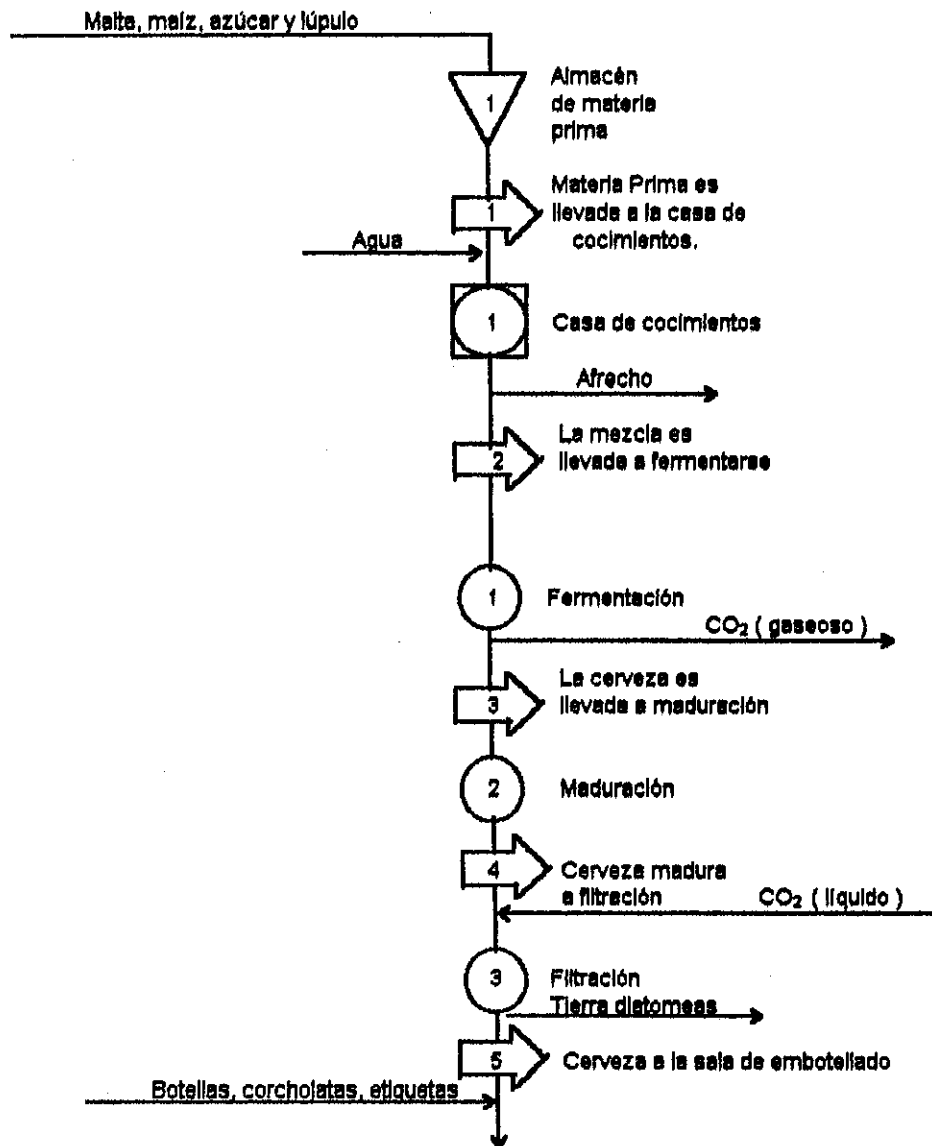 Malta, maíz, azúcar y lúpulo
1
Almacén
de materia
prima
1
Materia Prima es
llevada a la casa de
cocimientos.
Agua
1
Casa de cocimientos
Afrecho
2
La mezcla es
llevada a fermentarse
1
Fermentación
CO₂ ( gaseoso )
3
La cerveza es
llevada a maduración
2
Maduración
4
Cerveza madura
a filtración
CO₂ ( líquido )
3
Filtración
Tierra diatomeas
5
Cerveza a la sala de embotellado
Botellas, corcholatas, etiquetas